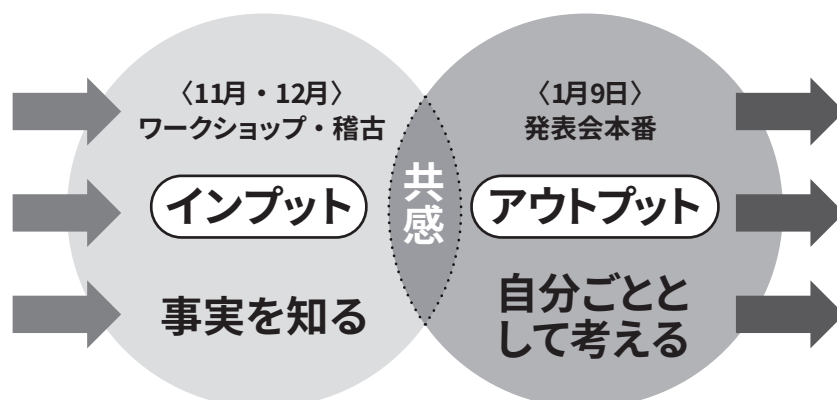 〈11月・12月〉
ワークショップ・稽古
インプット
事実を知る
共感
〈1月9日〉
発表会本番
アウトプット
自分ごとと
して考える